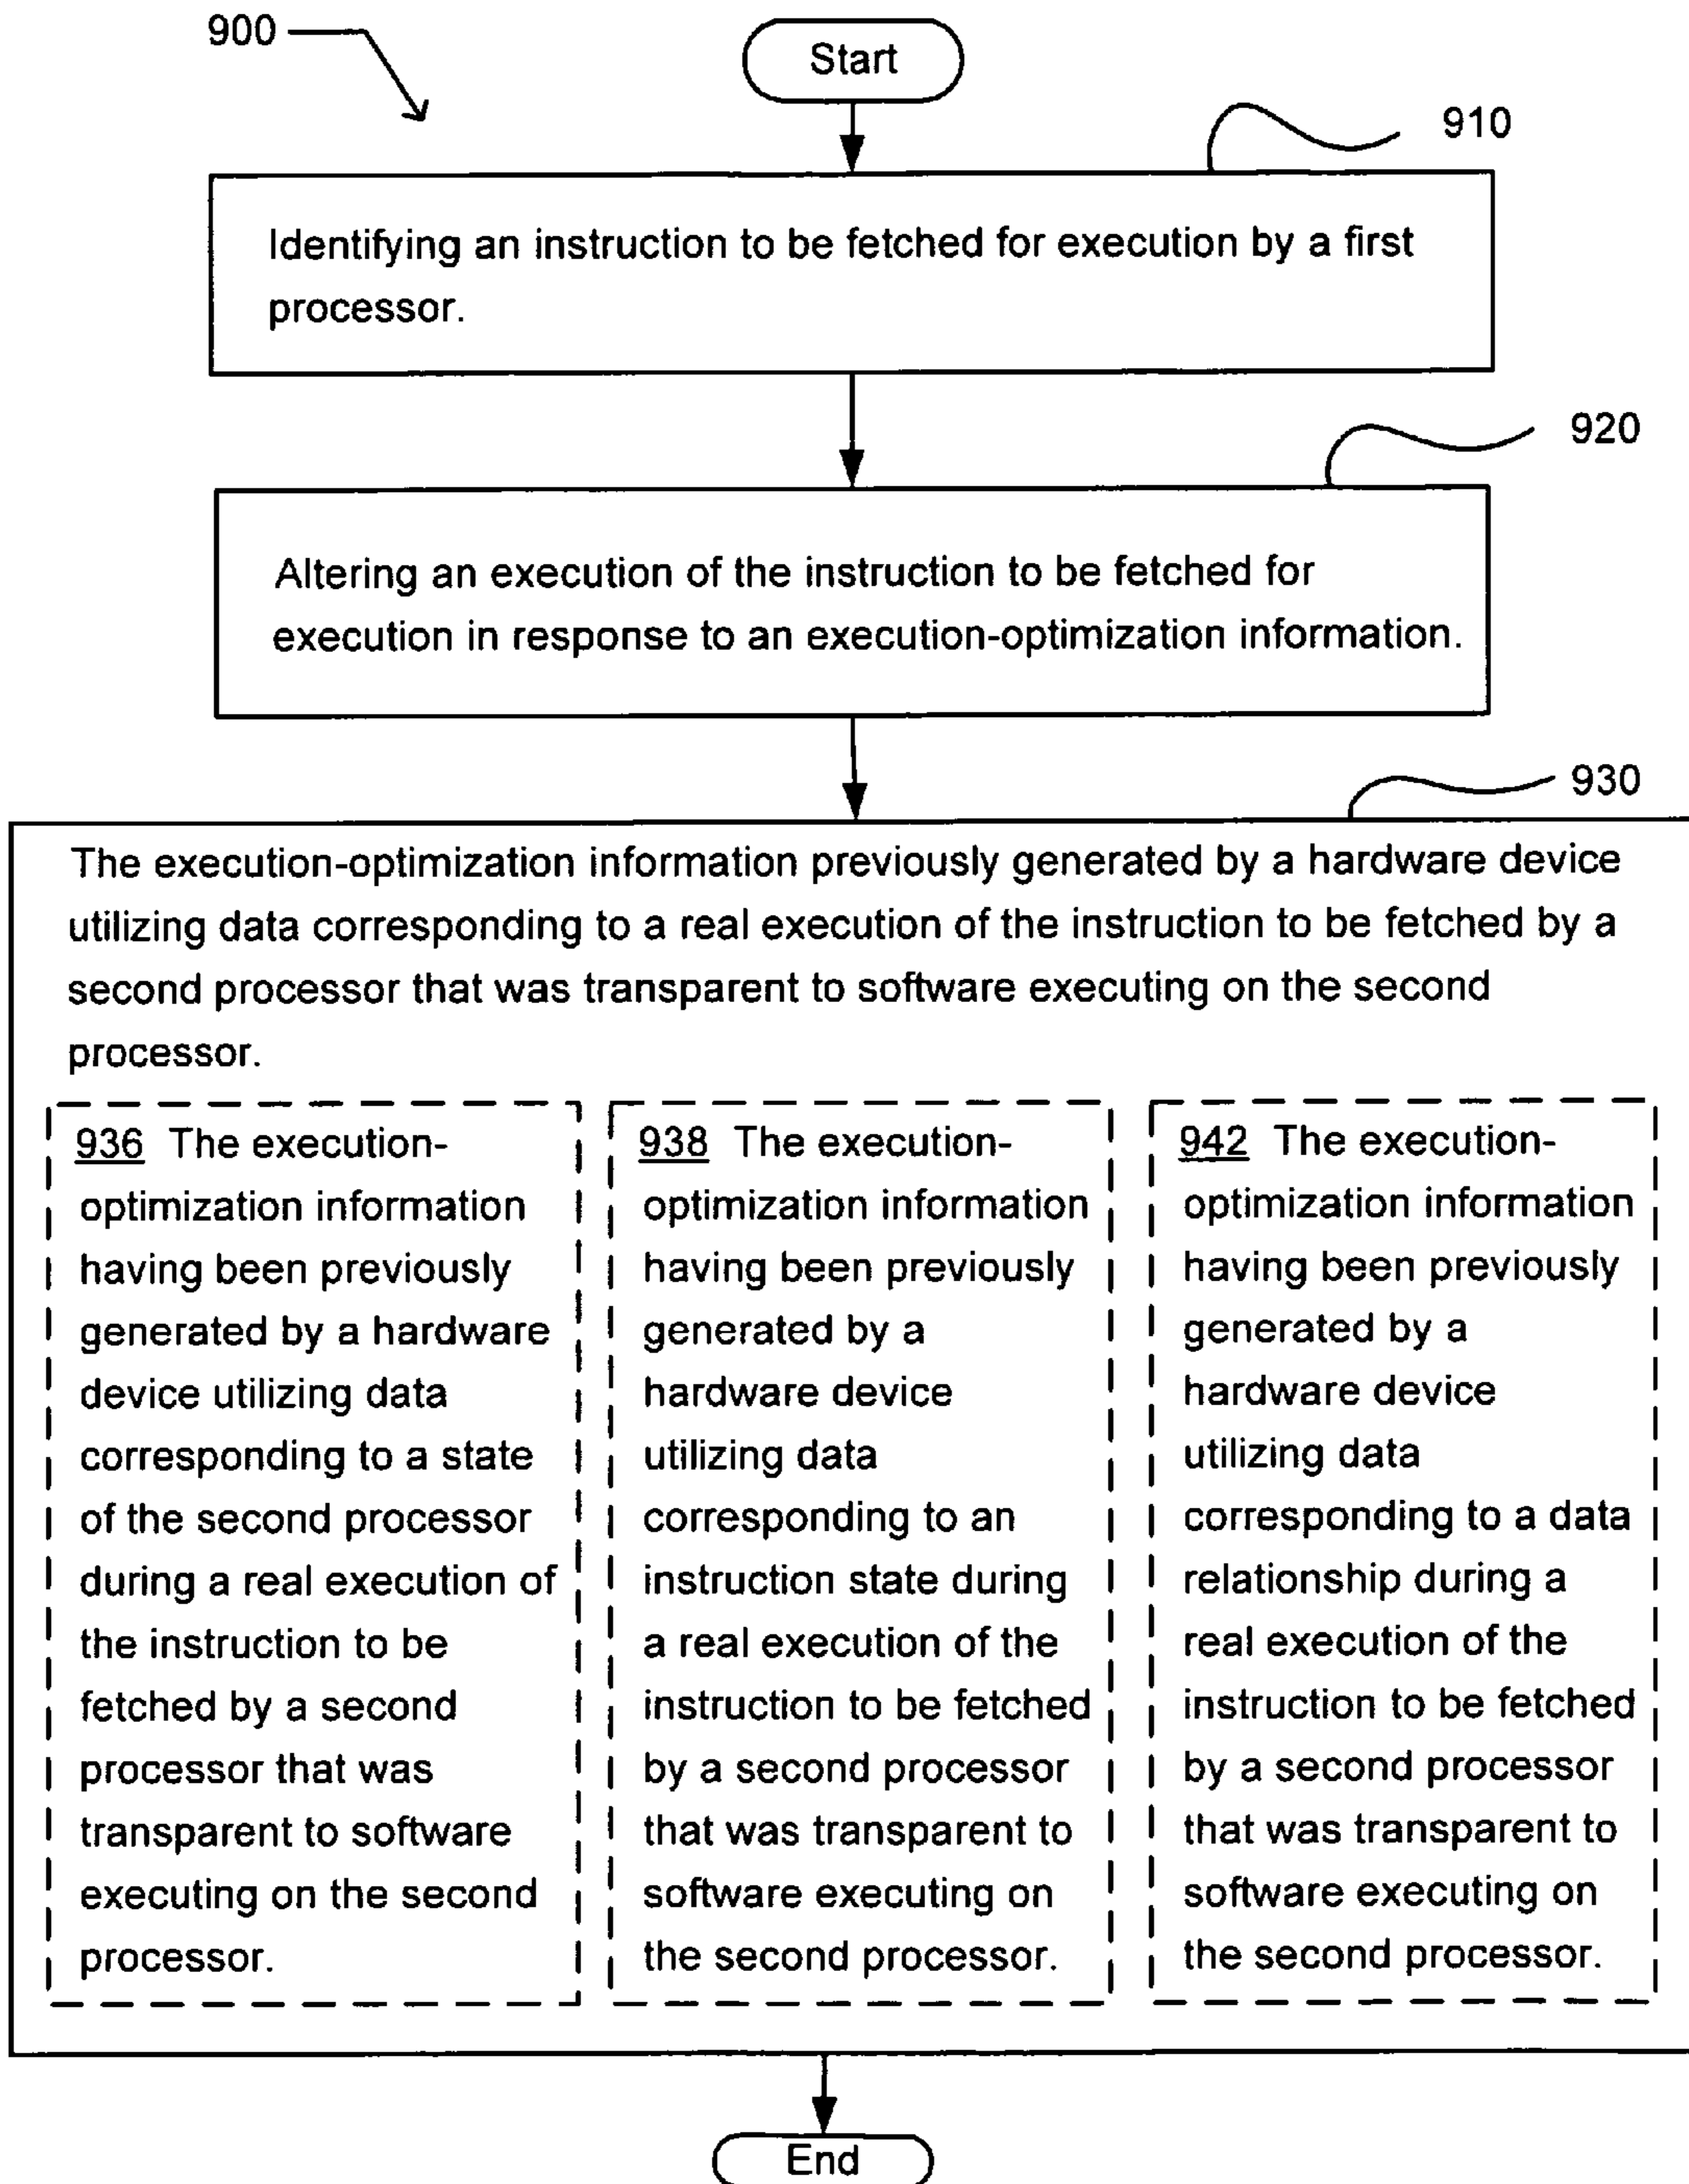 900
Start
910
Identifying an instruction to be fetched for execution by a first
processor.
920
Altering an execution of the instruction to be fetched for
execution in response to an execution-optimization information.
930
The execution-optimization information previously generated by a hardware device
utilizing data corresponding to a real execution of the instruction to be fetched by a
second processor that was transparent to software executing on the second
processor.
936 The execution-
optimization information
having been previously
generated by a hardware
device utilizing data
corresponding to a state
of the second processor
during a real execution of
the instruction to be
fetched by a second
processor that was
transparent to software
executing on the second
processor.
938 The execution-
optimization information
having been previously
generated by a
hardware device
utilizing data
corresponding to an
instruction state during
a real execution of the
instruction to be fetched
by a second processor
that was transparent to
software executing on
the second processor.
942 The execution-
optimization information
having been previously
generated by a
hardware device
utilizing data
corresponding to a data
relationship during a
real execution of the
instruction to be fetched
by a second processor
that was transparent to
software executing on
the second processor.
End